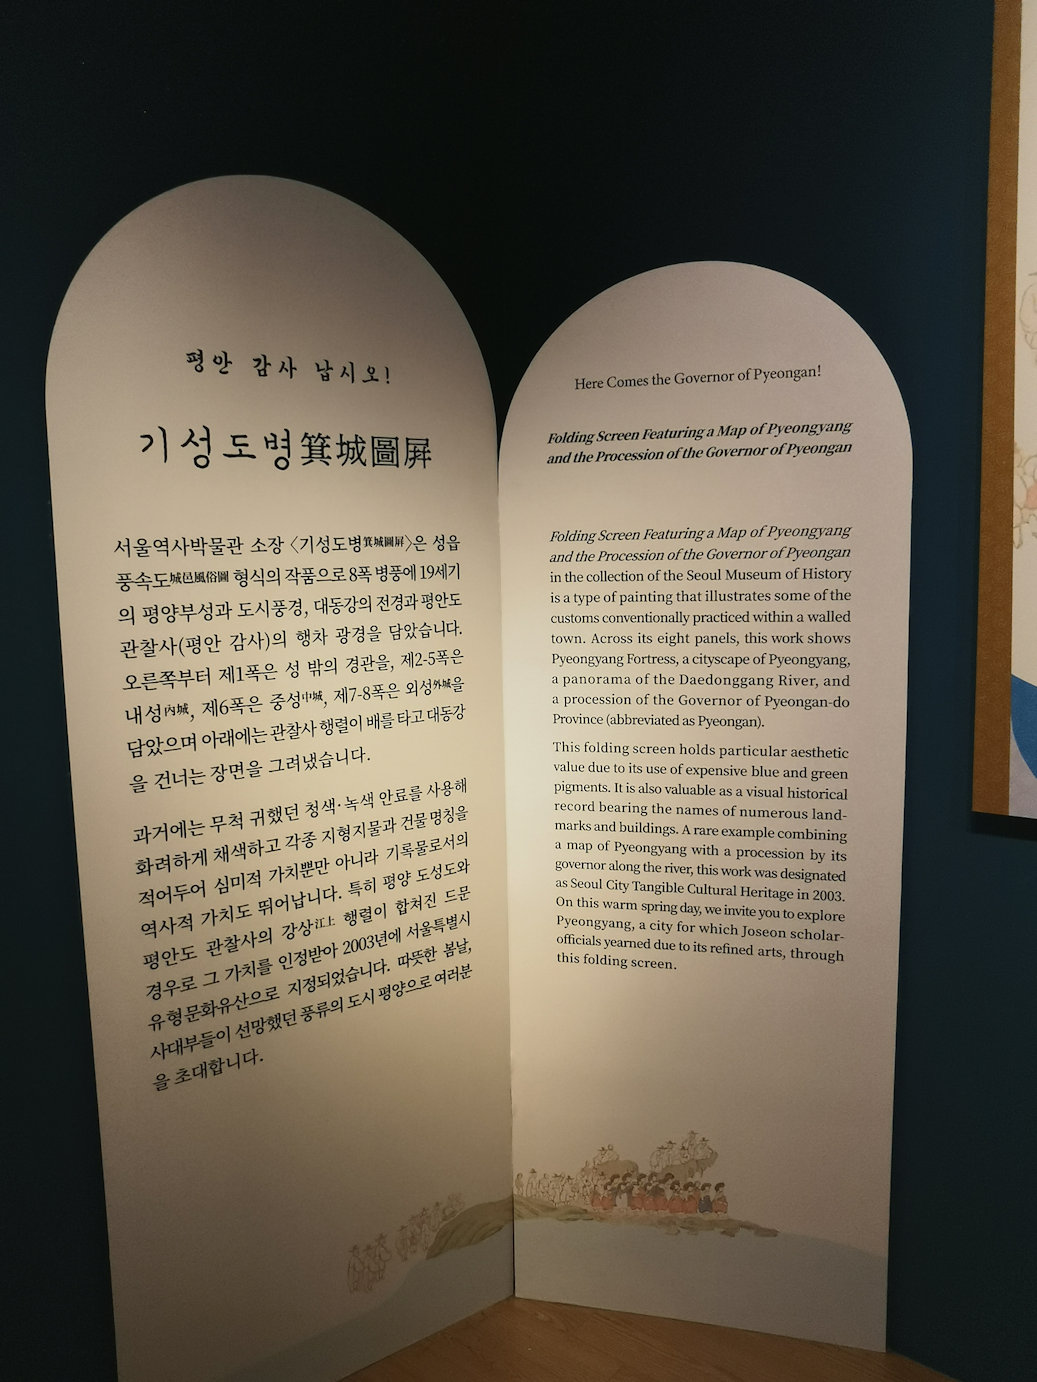 평안 감사 납시오!
기성도병箕城圖屛
서울역사박물관 소장 〈기성도병箕城圖屛〉은 성읍
풍속도城邑風俗圖 형식의 작품으로 8폭 병풍에 19세기
의 평양부성과 도시풍경, 대동강의 전경과 평안도
관찰사(평안 감사)의 행차 광경을 담았습니다.
오른쪽부터 제1폭은 성 밖의 경관을, 제2-5폭은
내성內城, 제6폭은 중성中城, 제7-8폭은 외성外城을
담았으며 아래에는 관찰사 행렬이 배를 타고 대동강
을 건너는 장면을 그려냈습니다.
과거에는 무척 귀했던 청색·녹색 안료를 사용해
화려하게 채색하고 각종 지형지물과 건물 명칭을
적어두어 심미적 가치뿐만 아니라 기록물로서의
역사적 가치도 뛰어납니다. 특히 평양 도성도와
평안도 관찰사의 강상江上 행렬이 합쳐진 드문
경우로 그 가치를 인정받아 2003년에 서울특별시
유형문화유산으로 지정되었습니다. 따뜻한 봄날,
사대부들이 선망했던 풍류의 도시 평양으로 여러분
을 초대합니다.
Here Comes the Governor of Pyeongan!
Folding Screen Featuring a Map of Pyeongyang
and the Procession of the Governor of Pyeongan
Folding Screen Featuring a Map of Pyeongyang
and the Procession of the Governor of Pyeongan
in the collection of the Seoul Museum of History
is a type of painting that illustrates some of the
customs conventionally practiced within a walled
town. Across its eight panels, this work shows
Pyeongyang Fortress, a cityscape of Pyeongyang,
a panorama of the Daedonggang River, and
a procession of the Governor of Pyeongan-do
Province (abbreviated as Pyeongan).
This folding screen holds particular aesthetic
value due to its use of expensive blue and green
pigments. It is also valuable as a visual historical
record bearing the names of numerous land-
marks and buildings. A rare example combining
a map of Pyeongyang with a procession by its
governor along the river, this work was designated
as Seoul City Tangible Cultural Heritage in 2003.
On this warm spring day, we invite you to explore
Pyeongyang, a city for which Joseon scholar-
officials yearned due to its refined arts, through
this folding screen.